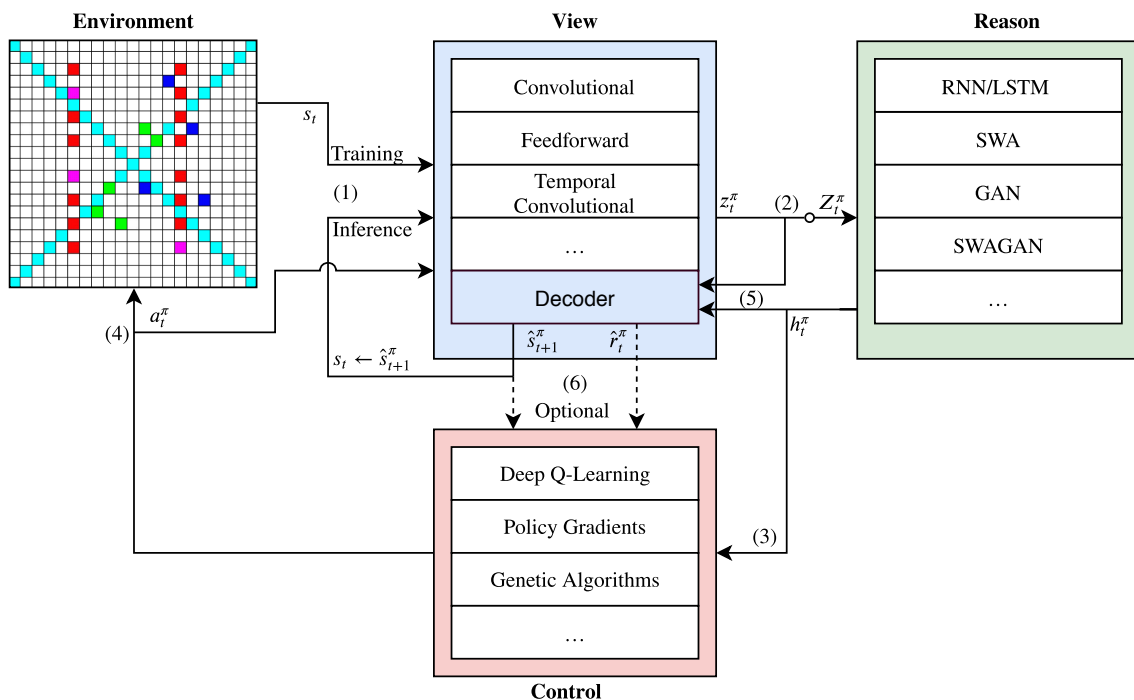 Environment
View
Reason
Convolutional
Feedforward
Temporal
Convolutional
…
Decoder
RNN/LSTM
SWA
GAN
SWAGAN
…
s_t
Training
(1)
Inference
z_t^π
(2)
Z_t^π
(5)
h_t^π
(4)
a_t^π
s_t ← ŝ_{t+1}^π
ŝ_{t+1}^π
r̂_t^π
(6)
Optional
Deep Q-Learning
Policy Gradients
Genetic Algorithms
…
(3)
Control